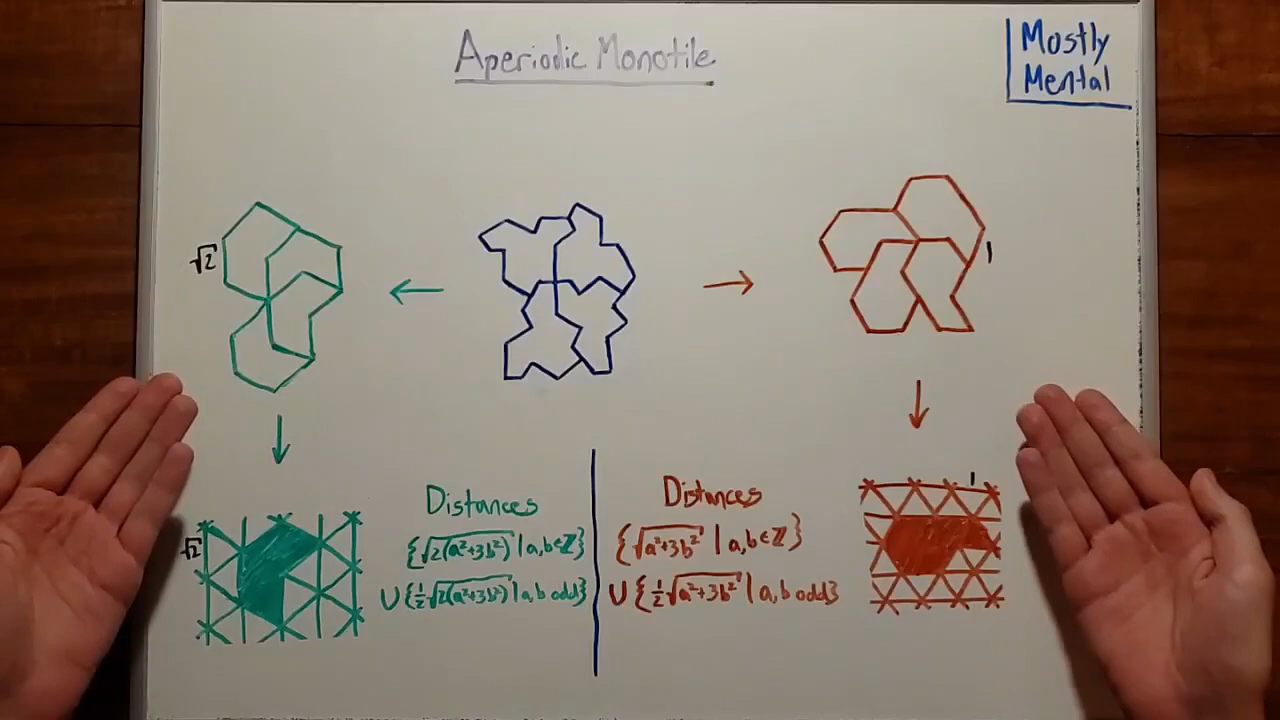 Aperiodic Monotile
Mostly
Mental
√2
1
√2
Distances
{√2(a²+3b²) | a,b∈ℤ}
∪ {½√2(a²+3b²) | a,b odd}
Distances
{√a²+3b² | a,b∈ℤ}
∪ {½√a²+3b² | a,b odd}
1